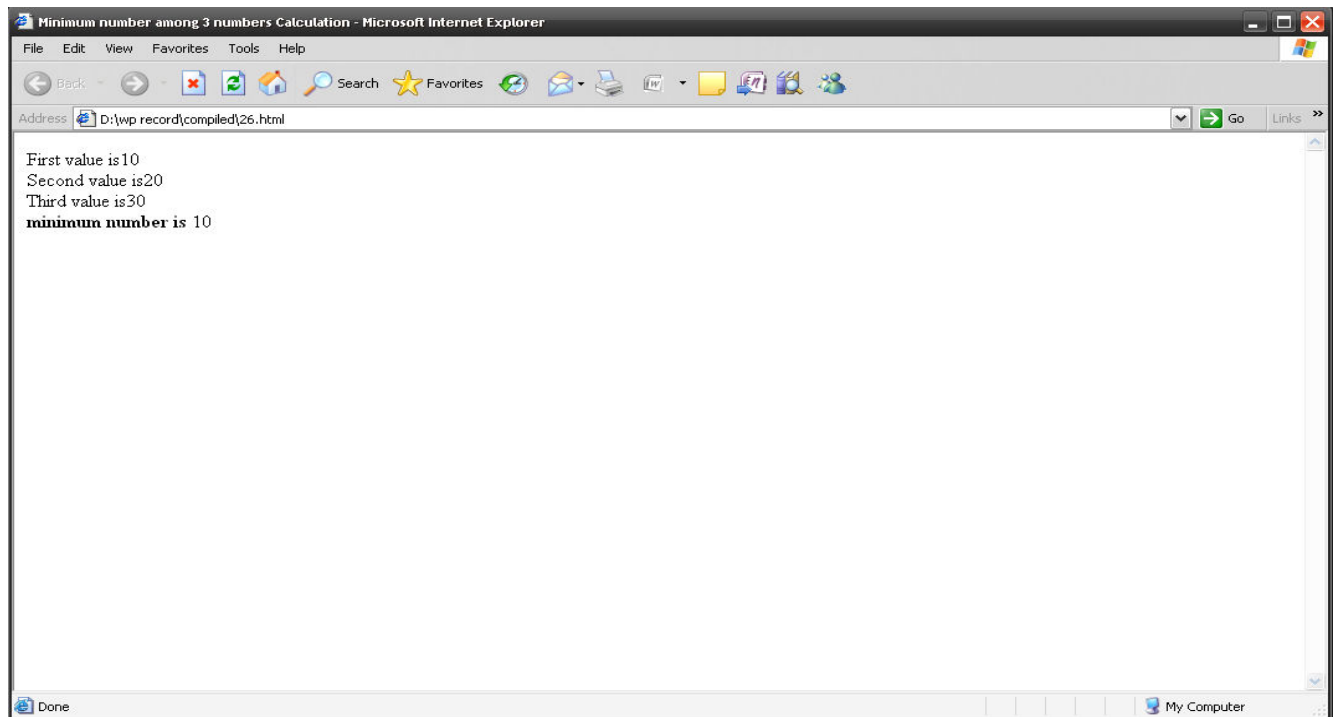 Minimum number among 3 numbers Calculation - Microsoft Internet Explorer
File Edit View Favorites Tools Help
Back Search Favorites
Address D:\wp record\compiled\26.html Go Links »
First value is10
Second value is20
Third value is30
minimum number is 10
Done My Computer